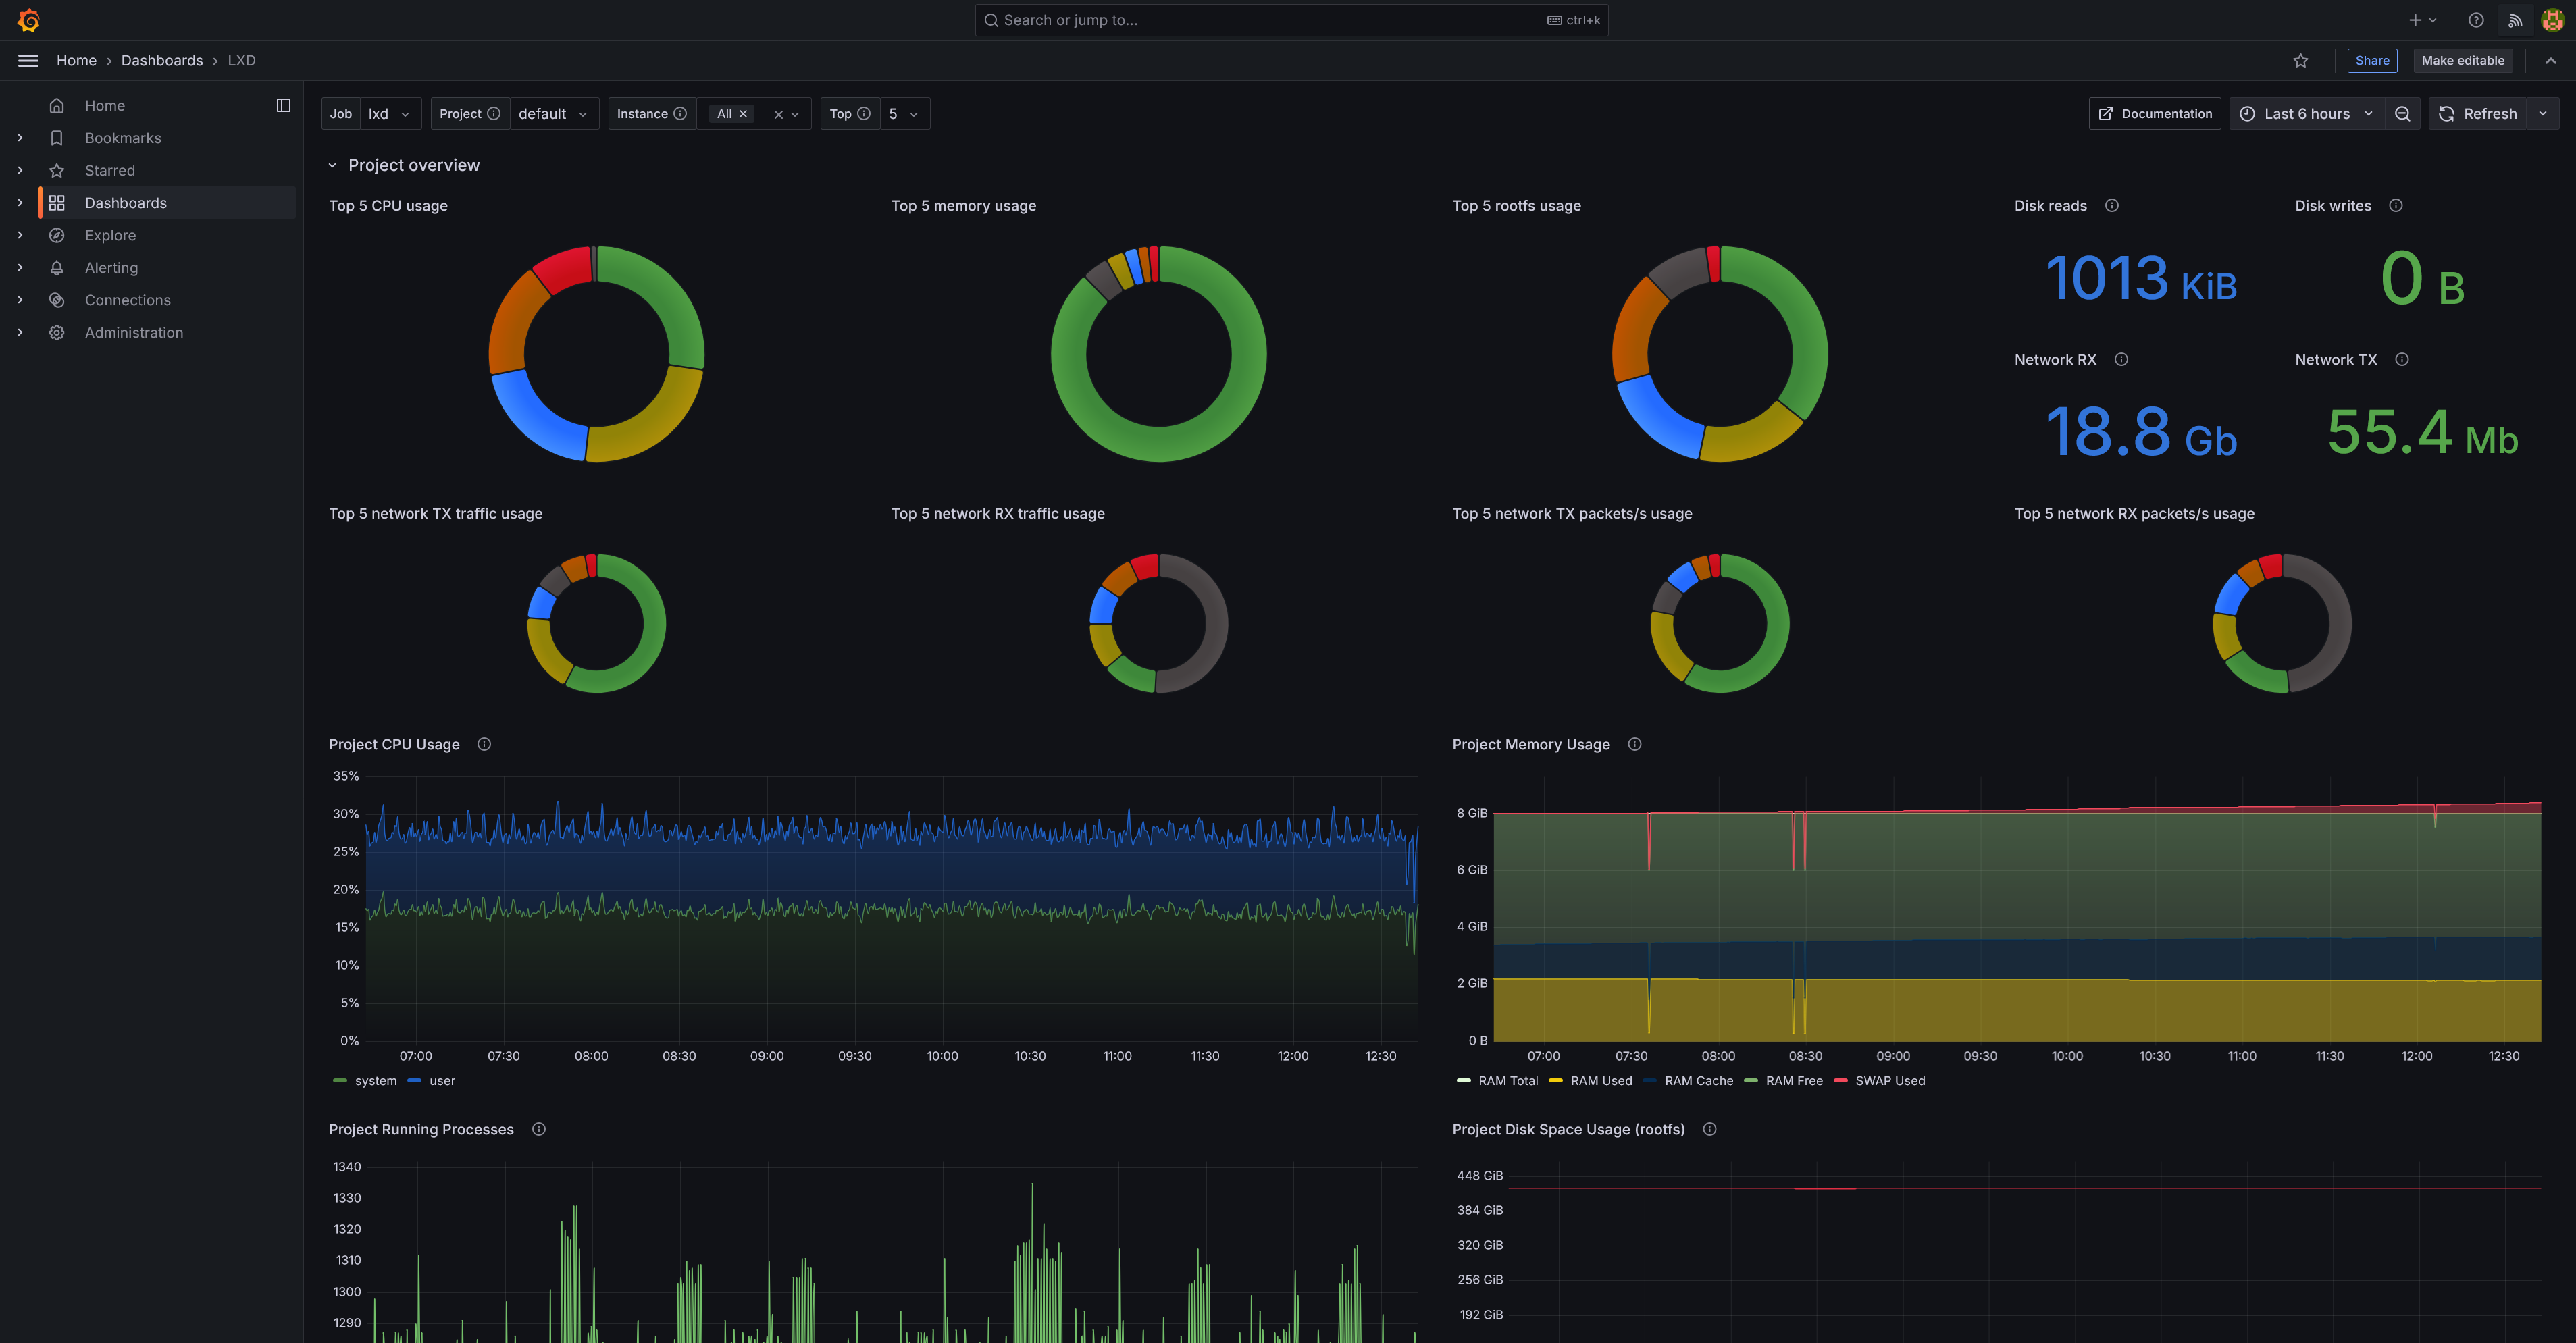 Search or jump to...
ctrl+k
Home › Dashboards › LXD
Share
Make editable
Home
Bookmarks
Starred
Dashboards
Explore
Alerting
Connections
Administration
Job lxd
Project default
Instance All
Top 5
Documentation
Last 6 hours
Refresh
Project overview
Top 5 CPU usage
Top 5 memory usage
Top 5 rootfs usage
Disk reads
1013 KiB
Disk writes
0 B
Network RX
18.8 Gb
Network TX
55.4 Mb
Top 5 network TX traffic usage
Top 5 network RX traffic usage
Top 5 network TX packets/s usage
Top 5 network RX packets/s usage
Project CPU Usage
35%
30%
25%
20%
15%
10%
5%
0%
07:00 07:30 08:00 08:30 09:00 09:30 10:00 10:30 11:00 11:30 12:00 12:30
system user
Project Memory Usage
8 GiB
6 GiB
4 GiB
2 GiB
0 B
07:00 07:30 08:00 08:30 09:00 09:30 10:00 10:30 11:00 11:30 12:00 12:30
RAM Total RAM Used RAM Cache RAM Free SWAP Used
Project Running Processes
1340
1330
1320
1310
1300
1290
Project Disk Space Usage (rootfs)
448 GiB
384 GiB
320 GiB
256 GiB
192 GiB